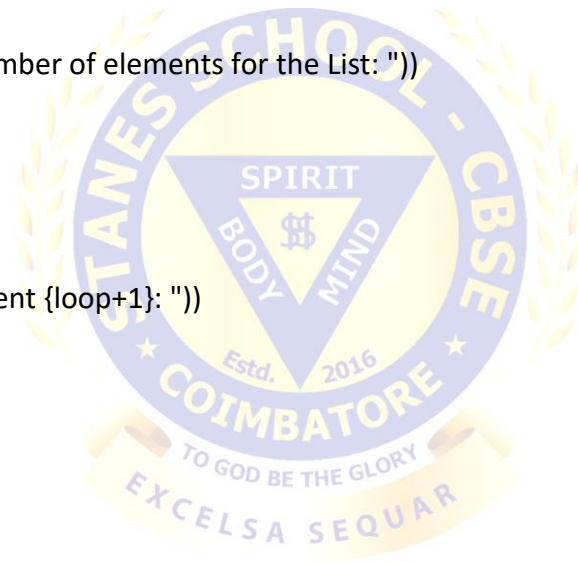 mber of elements for the List: "))
ent {loop+1}: "))
STANES SCHOOL - CBSE
SPIRIT
BODY
MIND
Estd. 2016
COIMBATORE
TO GOD BE THE GLORY
EXCELSA SEQUAR